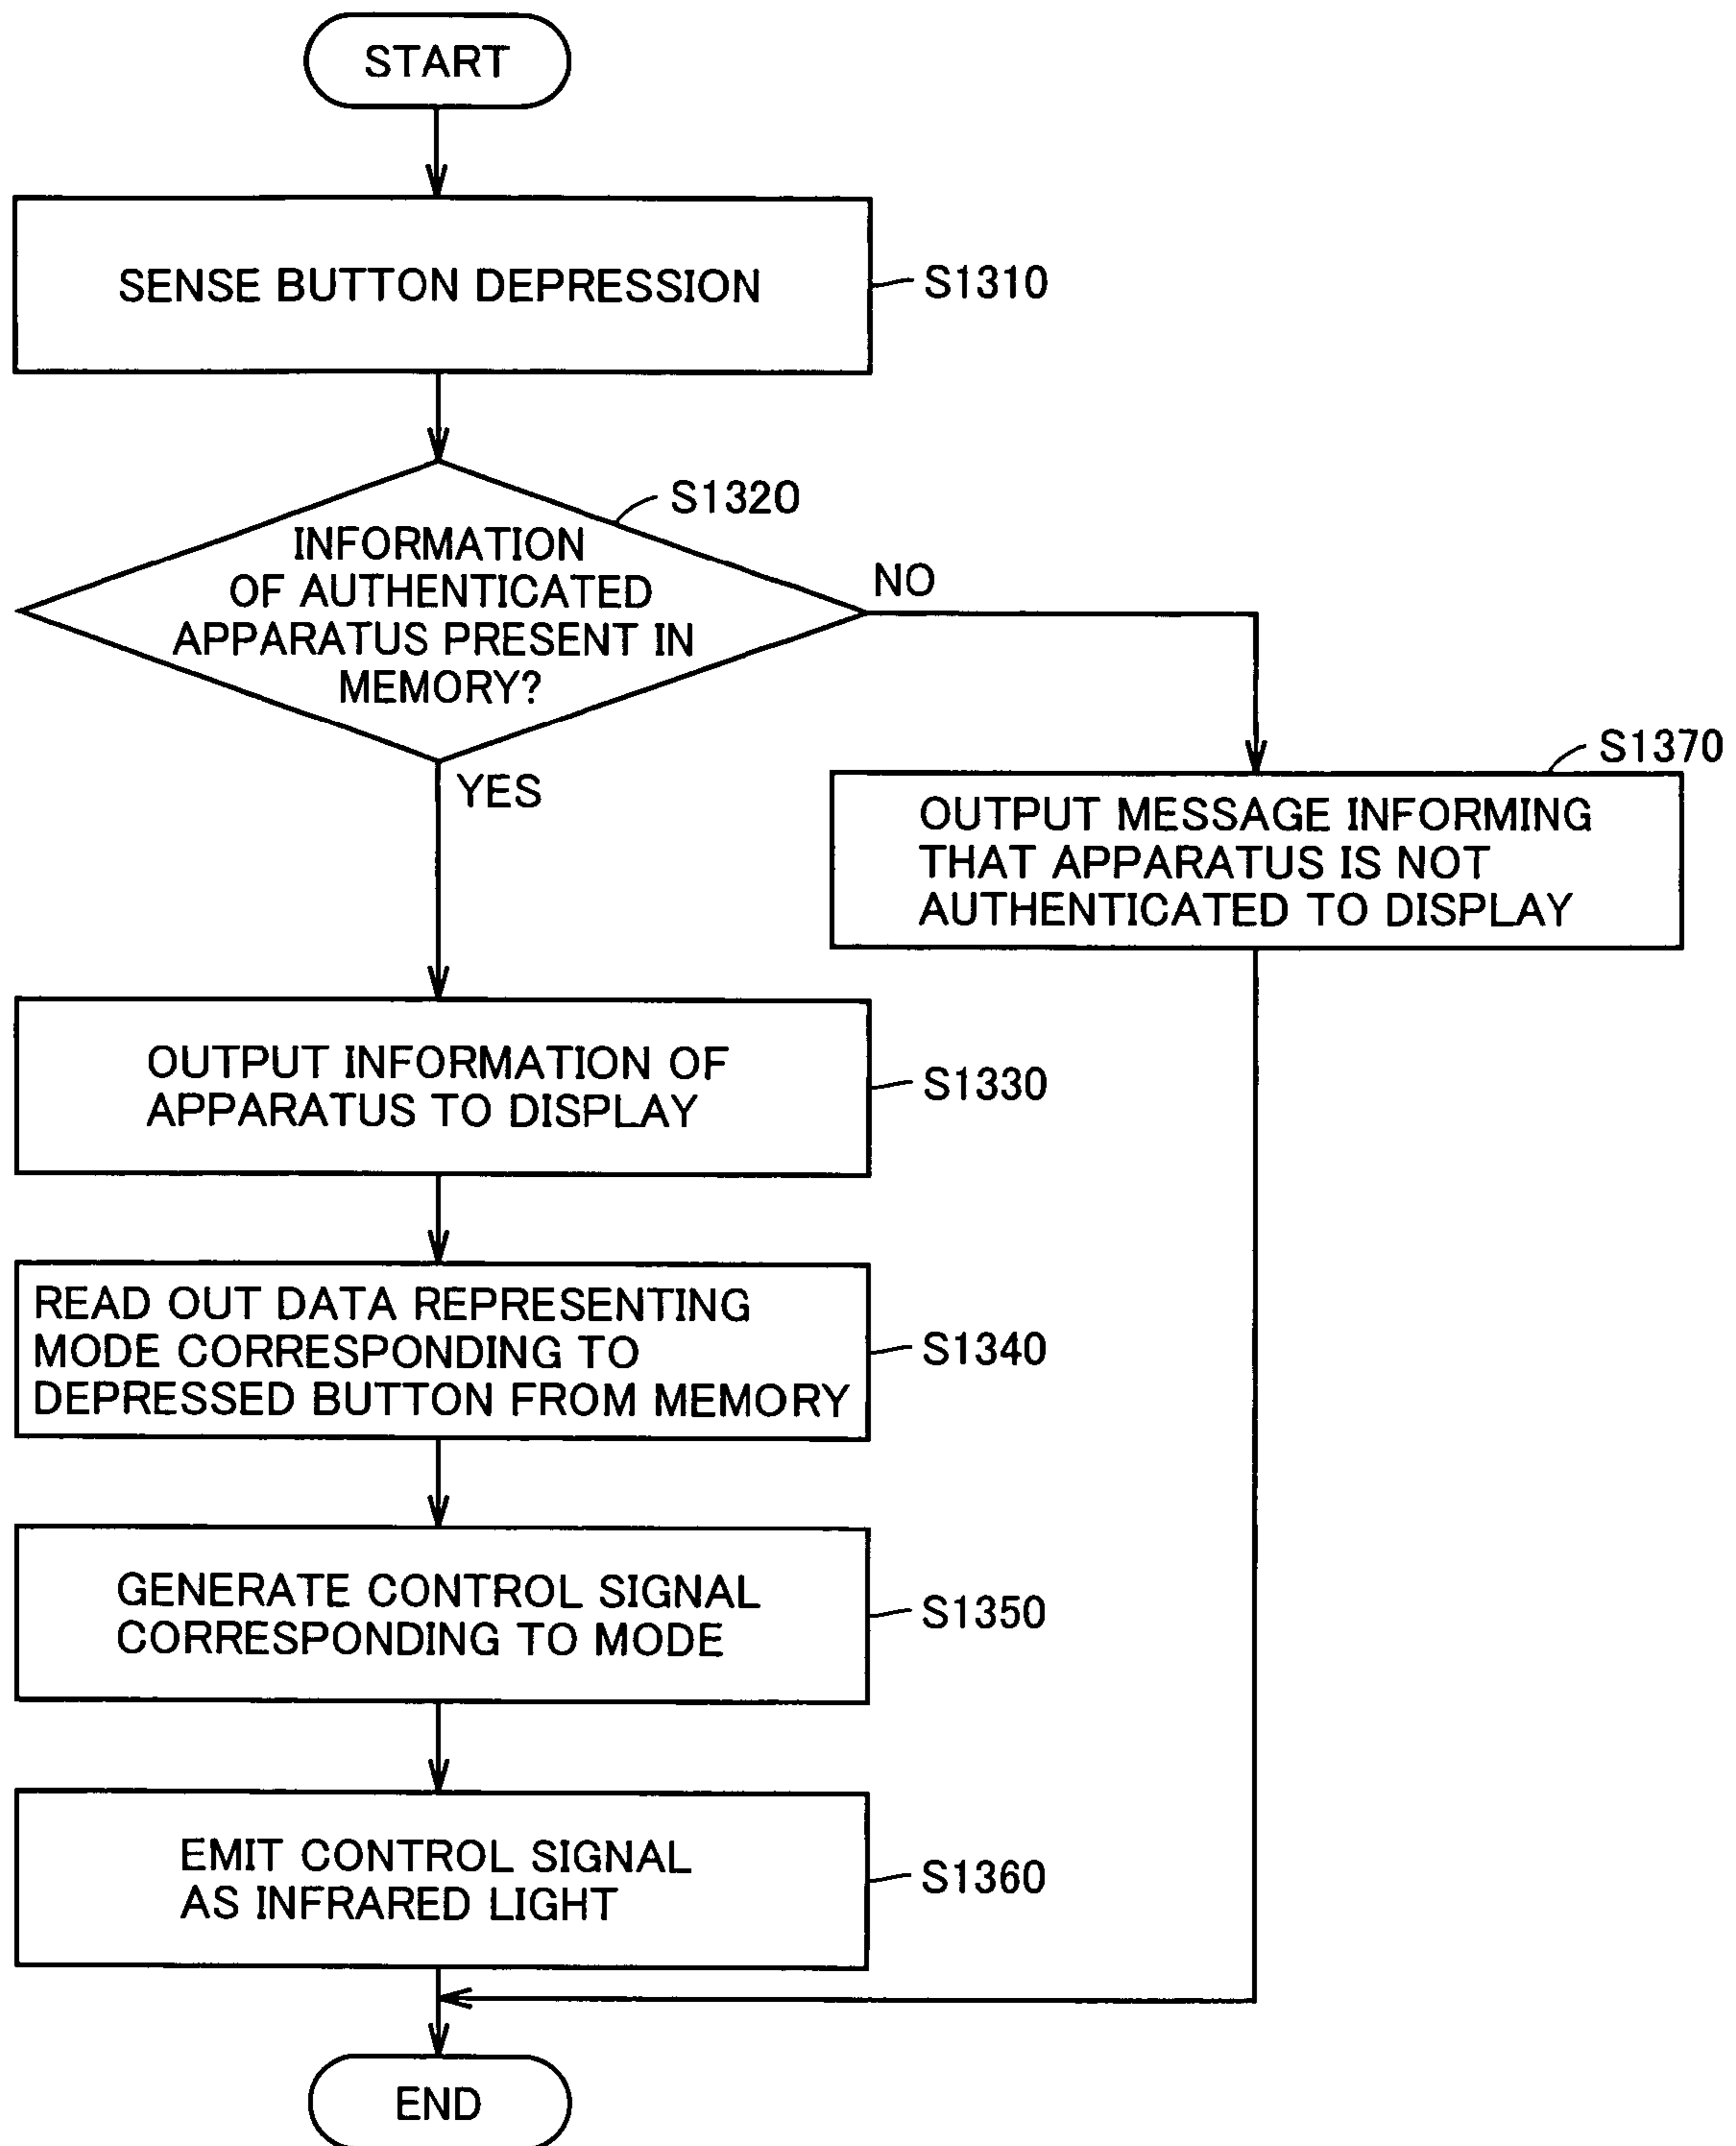 START
SENSE BUTTON DEPRESSION
S1310
S1320
INFORMATION
OF AUTHENTICATED
APPARATUS PRESENT IN
MEMORY?
NO
YES
S1370
OUTPUT MESSAGE INFORMING
THAT APPARATUS IS NOT
AUTHENTICATED TO DISPLAY
OUTPUT INFORMATION OF
APPARATUS TO DISPLAY
S1330
READ OUT DATA REPRESENTING
MODE CORRESPONDING TO
DEPRESSED BUTTON FROM MEMORY
S1340
GENERATE CONTROL SIGNAL
CORRESPONDING TO MODE
S1350
EMIT CONTROL SIGNAL
AS INFRARED LIGHT
S1360
END